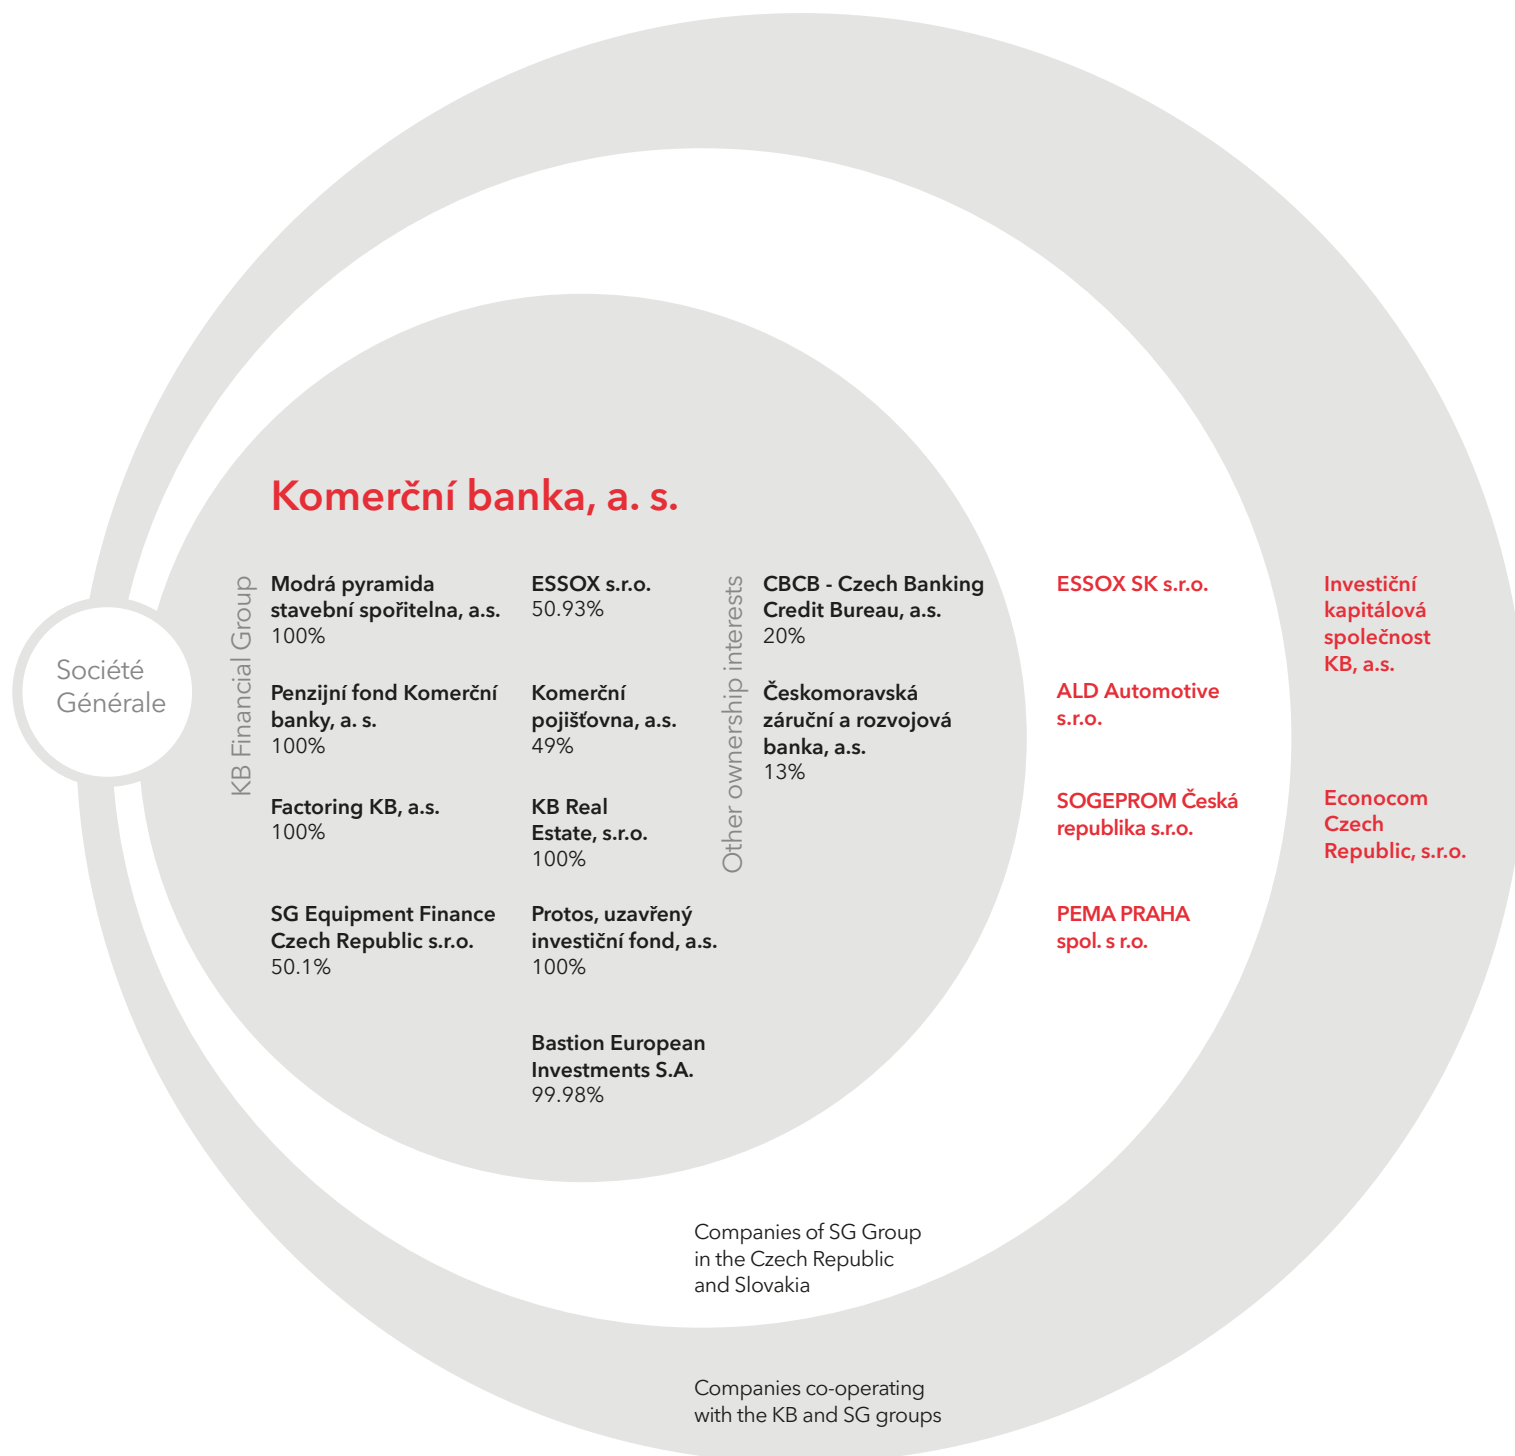 Société
Générale
Komerční banka, a. s.
KB Financial Group
Modrá pyramida
stavební spořitelna, a.s.
100%
Penzijní fond Komerční
banky, a. s.
100%
Factoring KB, a.s.
100%
SG Equipment Finance
Czech Republic s.r.o.
50.1%
ESSOX s.r.o.
50.93%
Komerční
pojišťovna, a.s.
49%
KB Real
Estate, s.r.o.
100%
Protos, uzavřený
investiční fond, a.s.
100%
Bastion European
Investments S.A.
99.98%
Other ownership interests
CBCB - Czech Banking
Credit Bureau, a.s.
20%
Českomoravská
záruční a rozvojová
banka, a.s.
13%
ESSOX SK s.r.o.
ALD Automotive
s.r.o.
SOGEPROM Česká
republika s.r.o.
PEMA PRAHA
spol. s r.o.
Investiční
kapitálová
společnost
KB, a.s.
Econocom
Czech
Republic, s.r.o.
Companies of SG Group
in the Czech Republic
and Slovakia
Companies co-operating
with the KB and SG groups